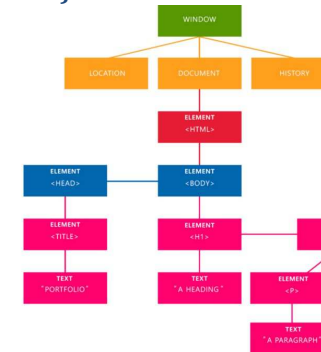 WINDOW
LOCATION
DOCUMENT
HISTORY
ELEMENT
<HTML>
ELEMENT
<HEAD>
ELEMENT
<BODY>
ELEMENT
<TITLE>
ELEMENT
<H1>
TEXT
"PORTFOLIO"
TEXT
"A HEADING"
ELEMENT
<P>
TEXT
"A PARAGRAPH"